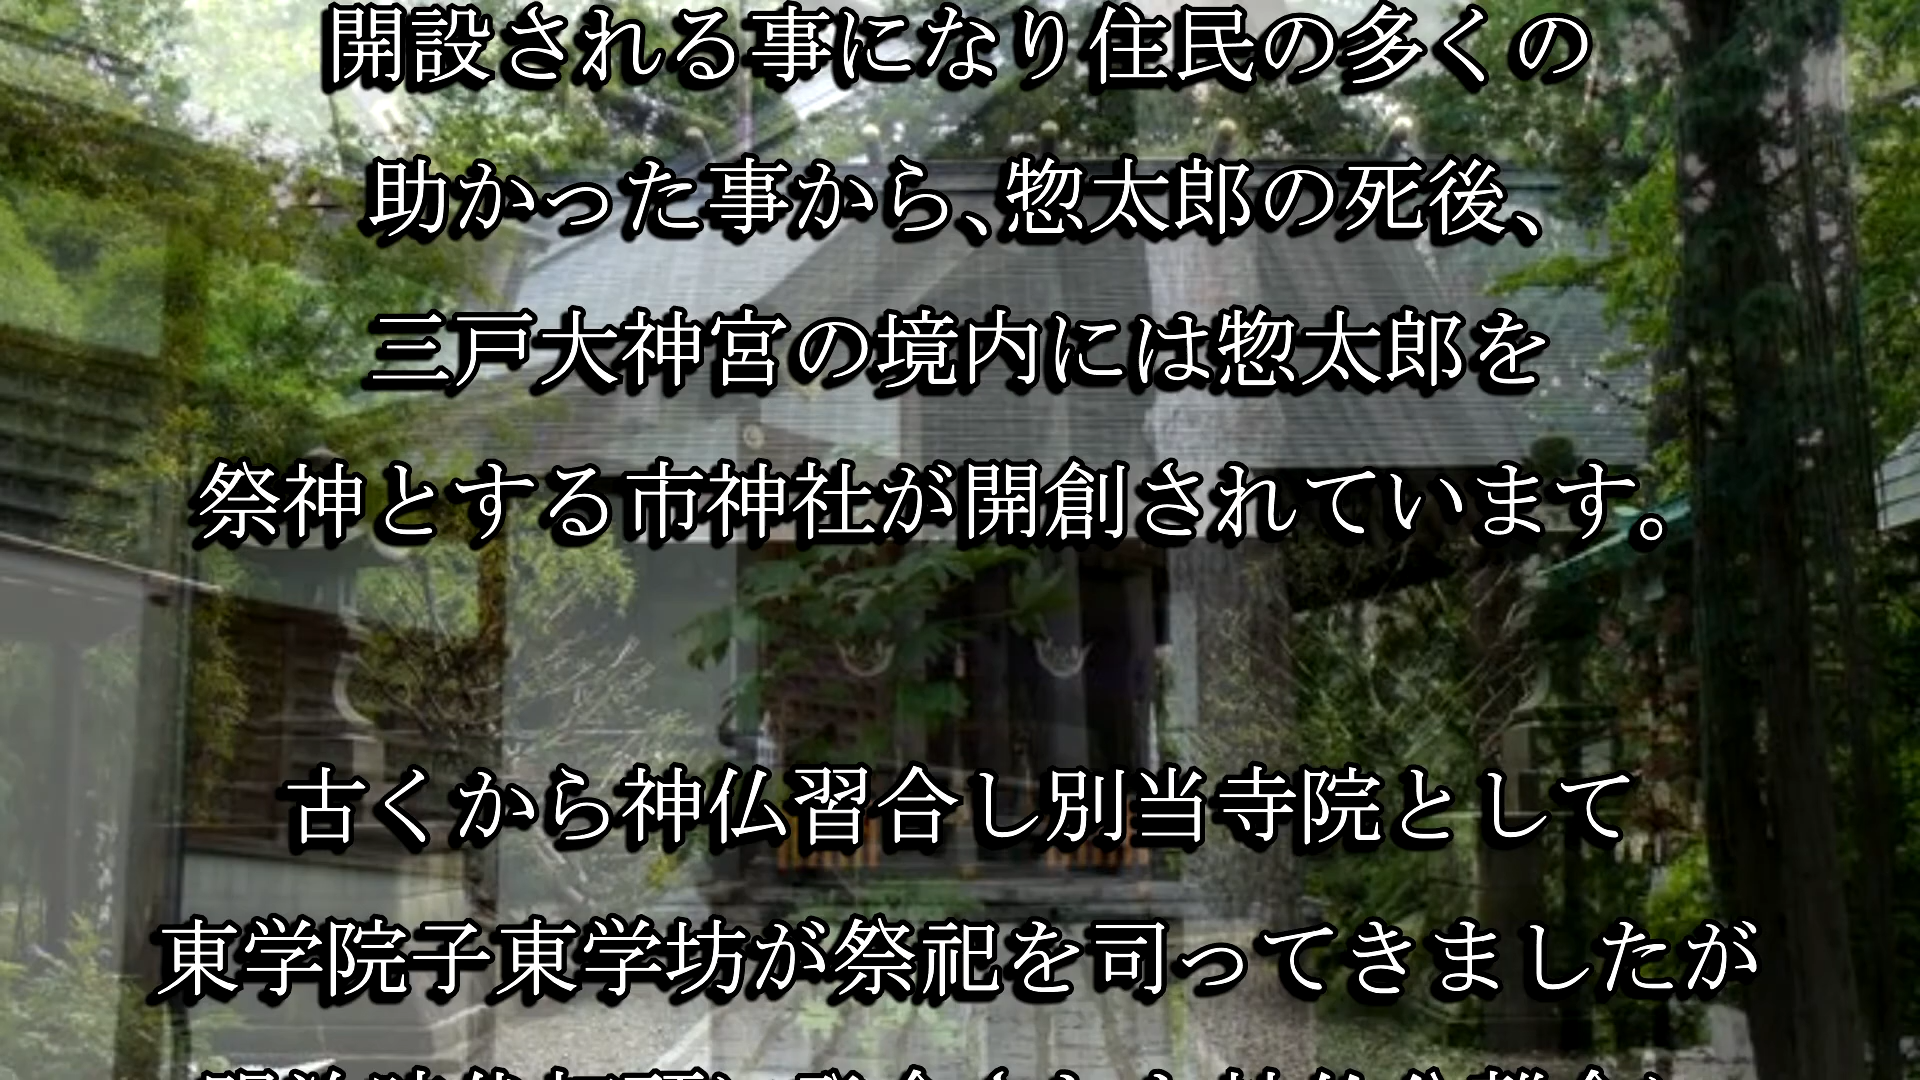 開設される事になり住民の多くの
助かった事から、惣太郎の死後、
三戸大神宮の境内には惣太郎を
祭神とする市神社が開創されています。
古くから神仏習合し別当寺院として
東学院子東学坊が祭祀を司ってきましたが